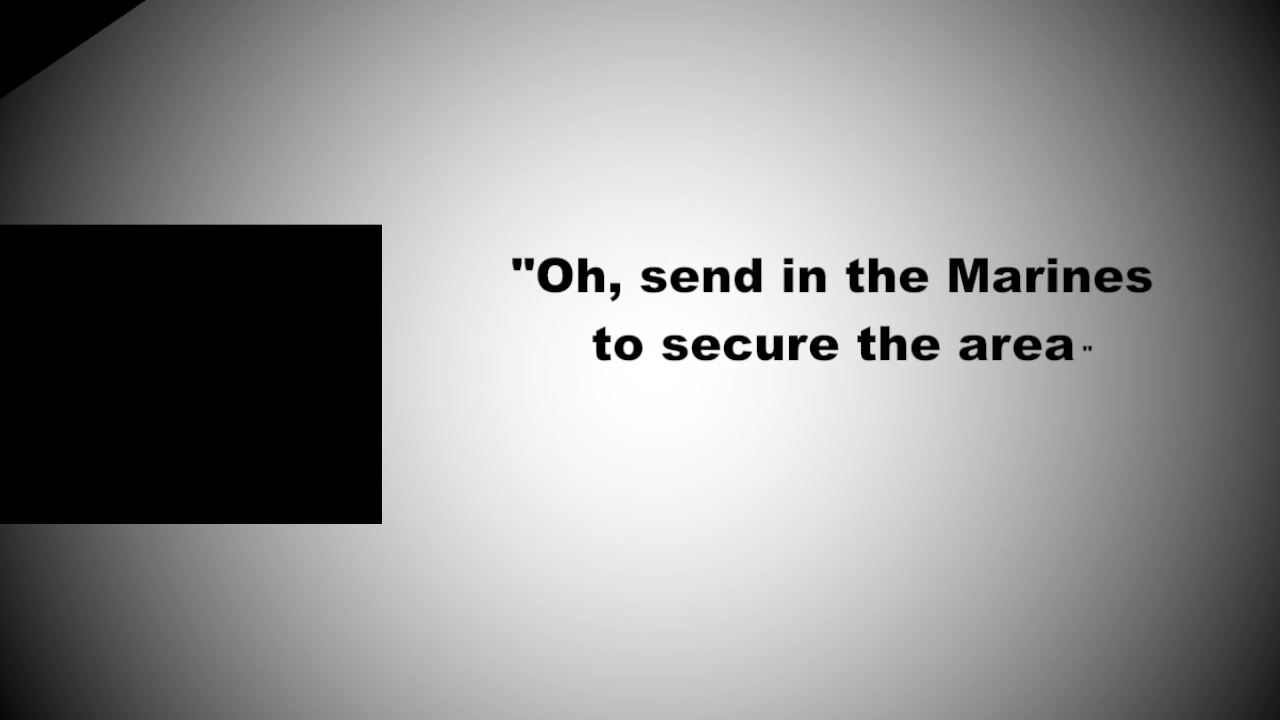 "Oh, send in the Marines
to secure the area"